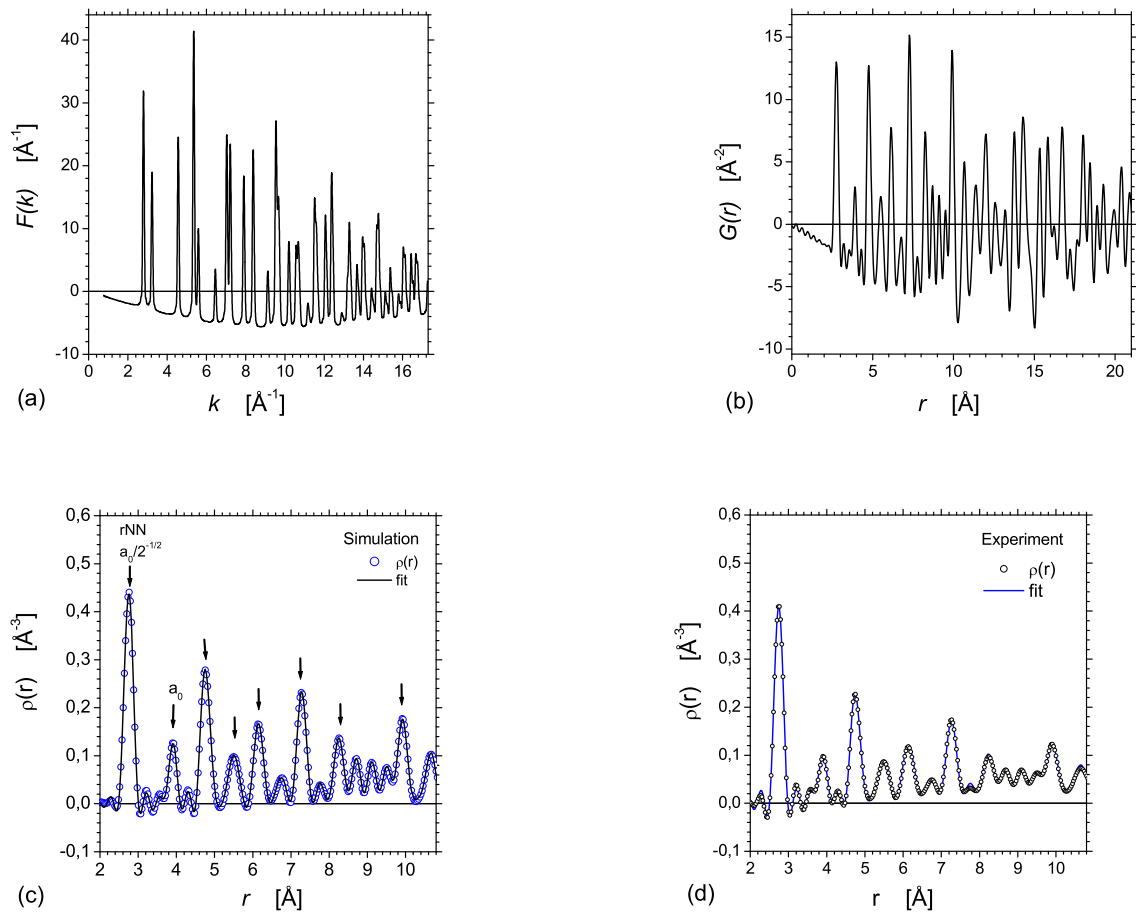 40
30
20
10
0
-10
F(k) [Å⁻¹]
0 2 4 6 8 10 12 14 16
k [Å⁻¹]
(a)
15
10
5
0
-5
-10
G(r) [Å⁻²]
0 5 10 15 20
r [Å]
(b)
0,6
0,5
0,4
0,3
0,2
0,1
0,0
-0,1
ρ(r) [Å⁻³]
rNN
a₀/2⁻¹/²
a₀
Simulation
ρ(r)
fit
2 3 4 5 6 7 8 9 10
r [Å]
(c)
0,6
0,5
0,4
0,3
0,2
0,1
0,0
-0,1
ρ(r) [Å⁻³]
Experiment
ρ(r)
fit
2 3 4 5 6 7 8 9 10
r [Å]
(d)